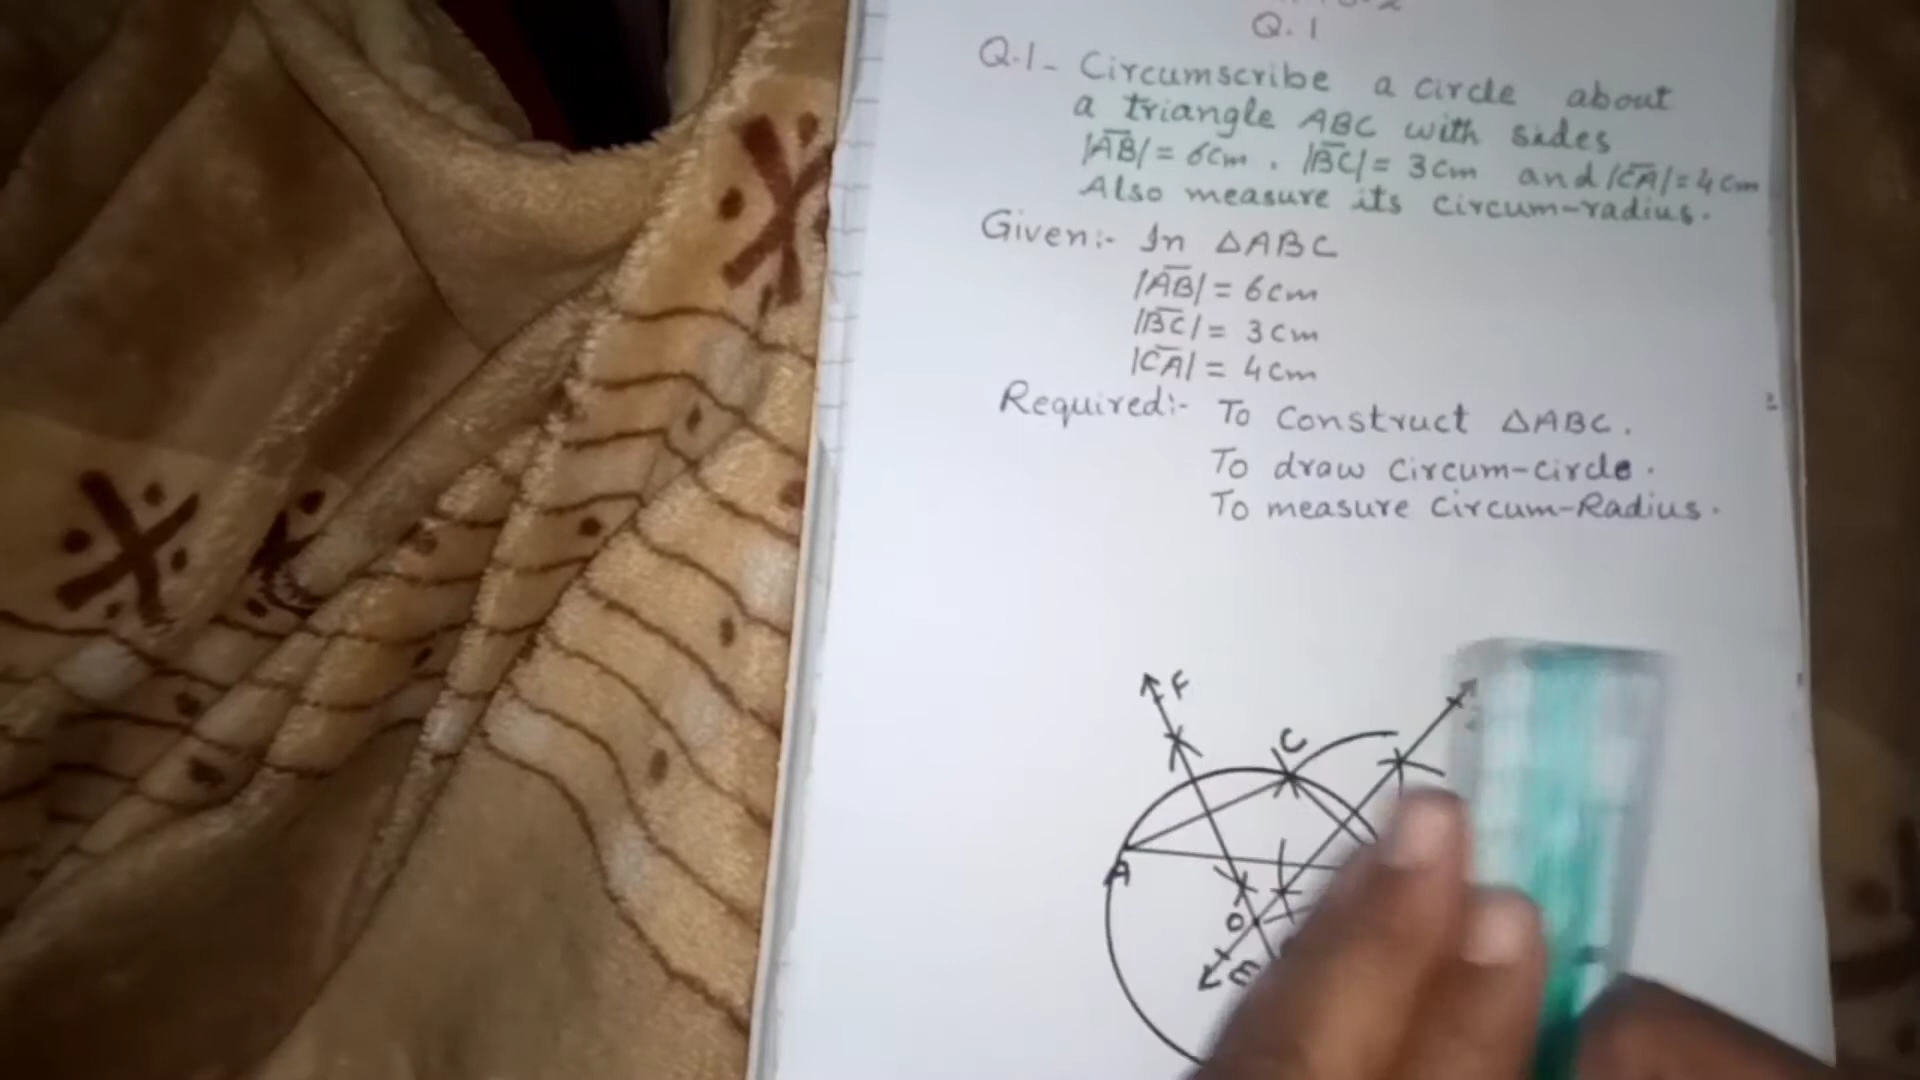 Q.1
Q.1- Circumscribe a circle about
a triangle ABC with sides
|AB| = 6cm . |BC| = 3cm and |CA| = 4cm
Also measure its circum-radius.
Given:- In △ABC
|AB| = 6cm
|BC| = 3cm
|CA| = 4cm
Required:- To construct △ABC.
To draw circum-circle.
To measure circum-Radius.
F
C
A
O
E